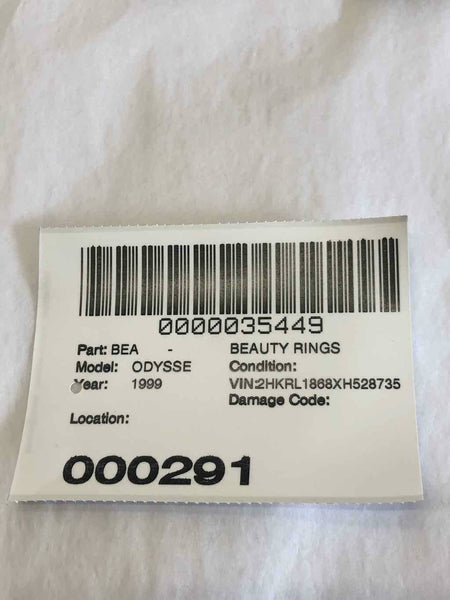 0000035449
Part: BEA - BEAUTY RINGS
Model: ODYSSE Condition:
Year: 1999 VIN:2HKRL1868XH528735
Damage Code:
Location:
000291